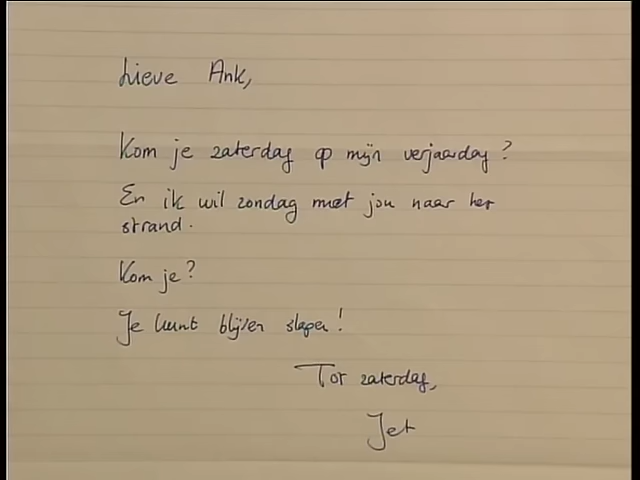 Lieve Ank,
Kom je zaterdag op mijn verjaardag?
En ik wil zondag met jou naar het
strand.
Kom je?
Je kunt blijven slapen!
Tot zaterdag,
Jet